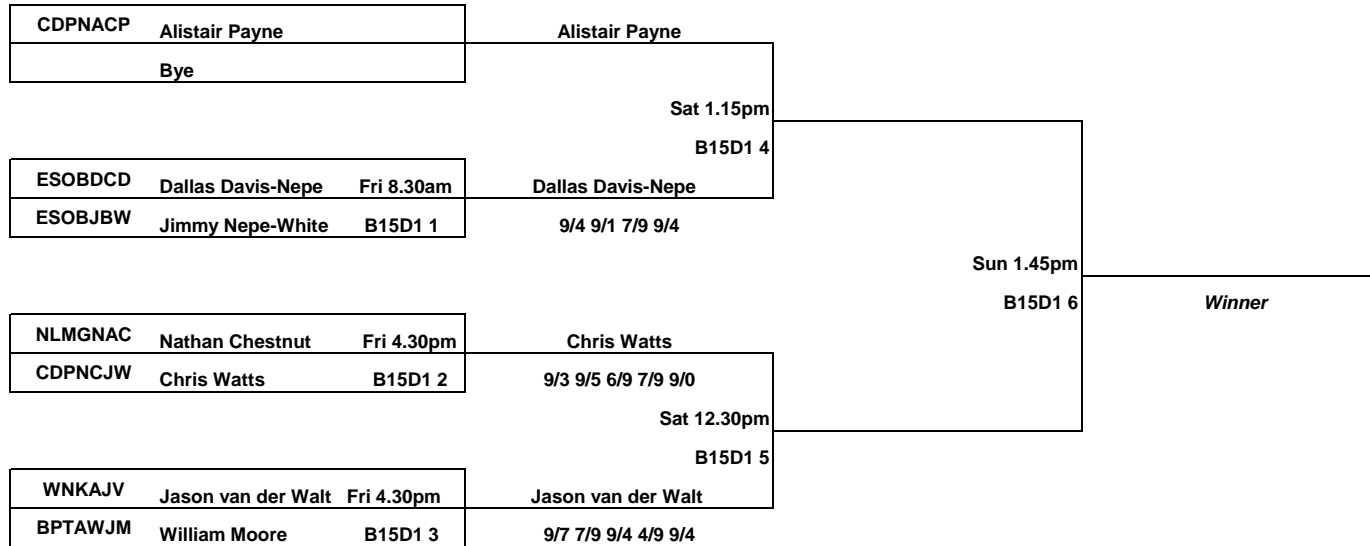 CDPNACP Alistair Payne Alistair Payne
Bye
Sat 1.15pm
B15D1 4
ESOBDCD Dallas Davis-Nepe Fri 8.30am Dallas Davis-Nepe
ESOBJBW Jimmy Nepe-White B15D1 1 9/4 9/1 7/9 9/4
Sun 1.45pm
B15D1 6 Winner
NLMGNAC Nathan Chestnut Fri 4.30pm Chris Watts
CDPNCJW Chris Watts B15D1 2 9/3 9/5 6/9 7/9 9/0
Sat 12.30pm
B15D1 5
WNKAJV Jason van der Walt Fri 4.30pm Jason van der Walt
BPTAWJM William Moore B15D1 3 9/7 7/9 9/4 4/9 9/4